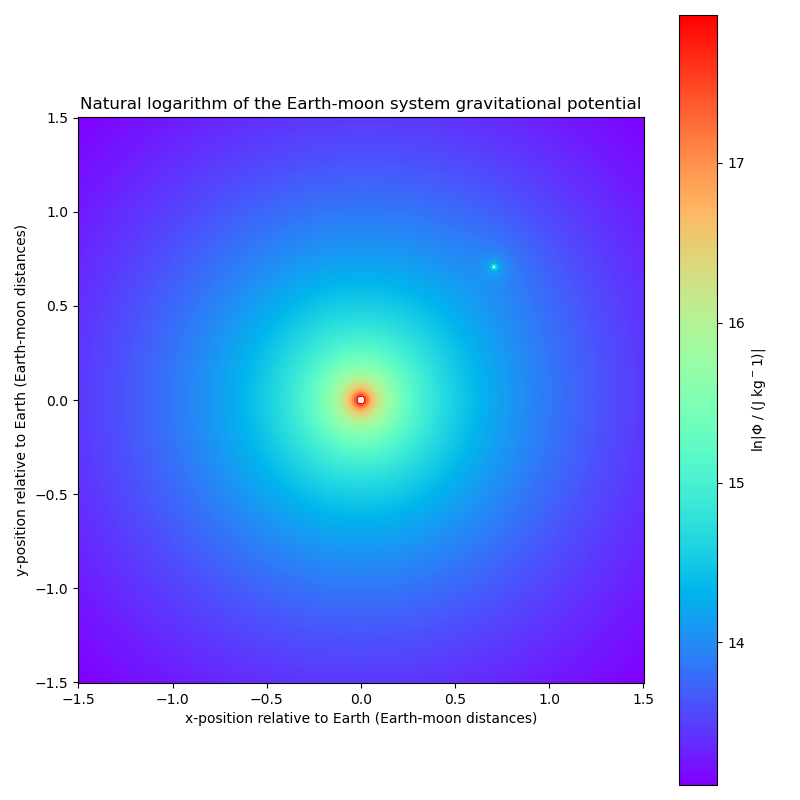 Natural logarithm of the Earth-moon system gravitational potential
1.5
1.0
0.5
0.0
−0.5
−1.0
−1.5
y-position relative to Earth (Earth-moon distances)
−1.5 −1.0 −0.5 0.0 0.5 1.0 1.5
x-position relative to Earth (Earth-moon distances)
17
16
15
14
ln|Φ / (J kg⁻1)|